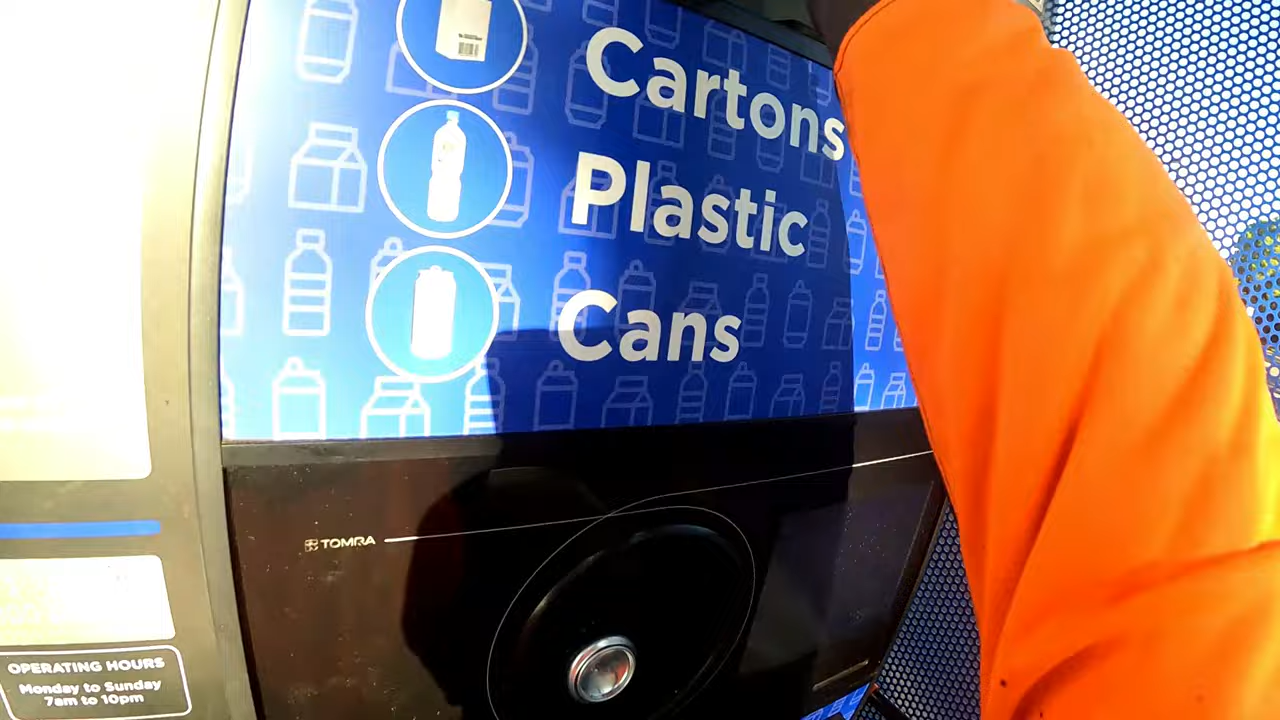 Cartons
Plastic
Cans
TOMRA
OPERATING HOURS
Monday to Sunday
7am to 10pm